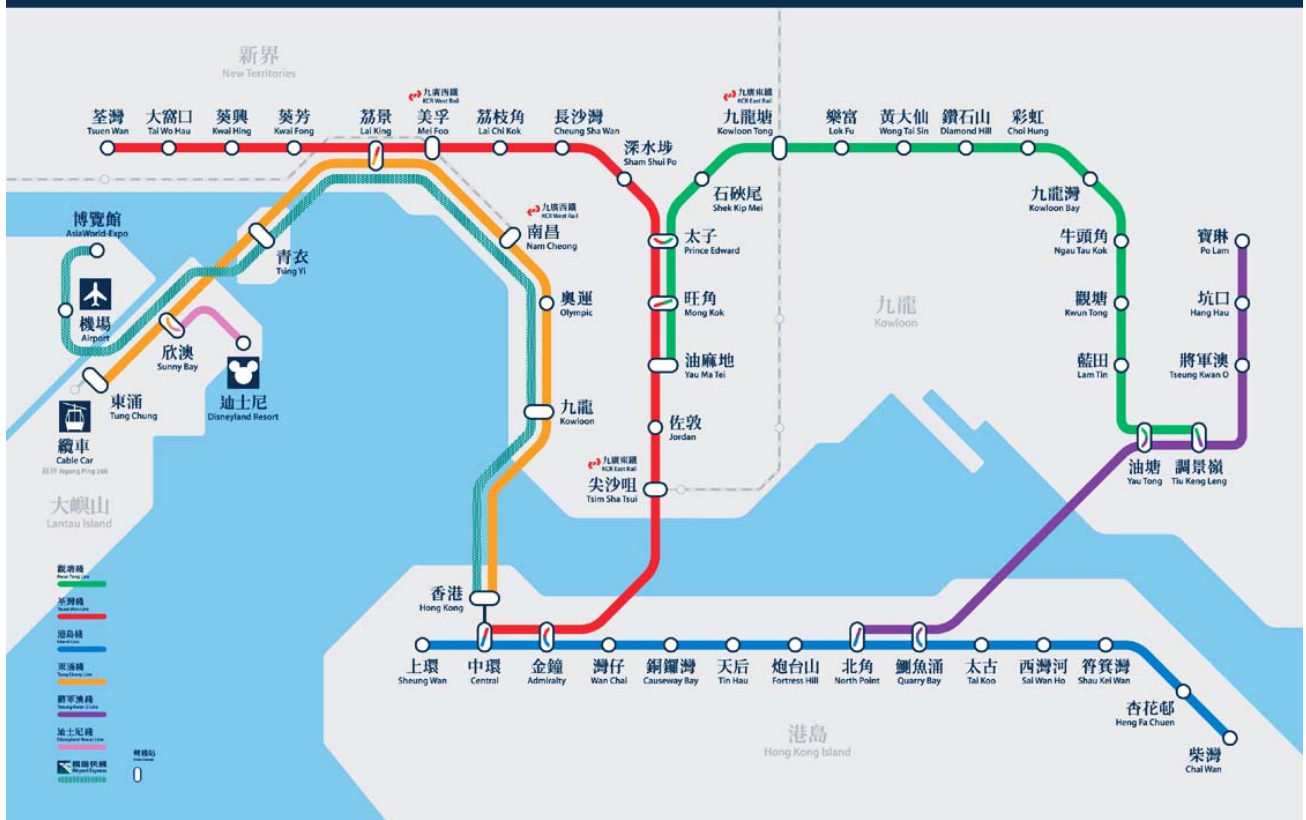 新界
New Territories
荃灣
Tsuen Wan
大窩口
Tai Wo Hau
葵興
Kwai Hing
葵芳
Kwai Fong
荔景
Lai King
九廣西鐵
KCR West Rail
美孚
Mei Foo
荔枝角
Lai Chi Kok
長沙灣
Cheung Sha Wan
深水埗
Sham Shui Po
九廣東鐵
KCR East Rail
九龍塘
Kowloon Tong
樂富
Lok Fu
黃大仙
Wong Tai Sin
鑽石山
Diamond Hill
彩虹
Choi Hung
石硤尾
Shek Kip Mei
九龍灣
Kowloon Bay
博覽館
AsiaWorld-Expo
青衣
Tsing Yi
九廣西鐵
KCR West Rail
南昌
Nam Cheong
太子
Prince Edward
牛頭角
Ngau Tau Kok
寶琳
Po Lam
機場
Airport
欣澳
Sunny Bay
奧運
Olympic
旺角
Mong Kok
九龍
Kowloon
觀塘
Kwun Tong
坑口
Hang Hau
油麻地
Yau Ma Tei
藍田
Lam Tin
將軍澳
Tseung Kwan O
東涌
Tung Chung
迪士尼
Disneyland Resort
九龍
Kowloon
佐敦
Jordan
纜車
Cable Car
Ngong Ping 360
九廣東鐵
KCR East Rail
尖沙咀
Tsim Sha Tsui
油塘
Yau Tong
調景嶺
Tiu Keng Leng
大嶼山
Lantau Island
觀塘綫
Kwun Tong Line
荃灣綫
Tsuen Wan Line
港島綫
Island Line
東涌綫
Tung Chung Line
將軍澳綫
Tseung Kwan O Line
迪士尼綫
Disneyland Resort Line
機場快綫
Airport Express
轉綫站
香港
Hong Kong
上環
Sheung Wan
中環
Central
金鐘
Admiralty
灣仔
Wan Chai
銅鑼灣
Causeway Bay
天后
Tin Hau
炮台山
Fortress Hill
北角
North Point
鰂魚涌
Quarry Bay
太古
Tai Koo
西灣河
Sai Wan Ho
筲箕灣
Shau Kei Wan
杏花邨
Heng Fa Chuen
柴灣
Chai Wan
港島
Hong Kong Island